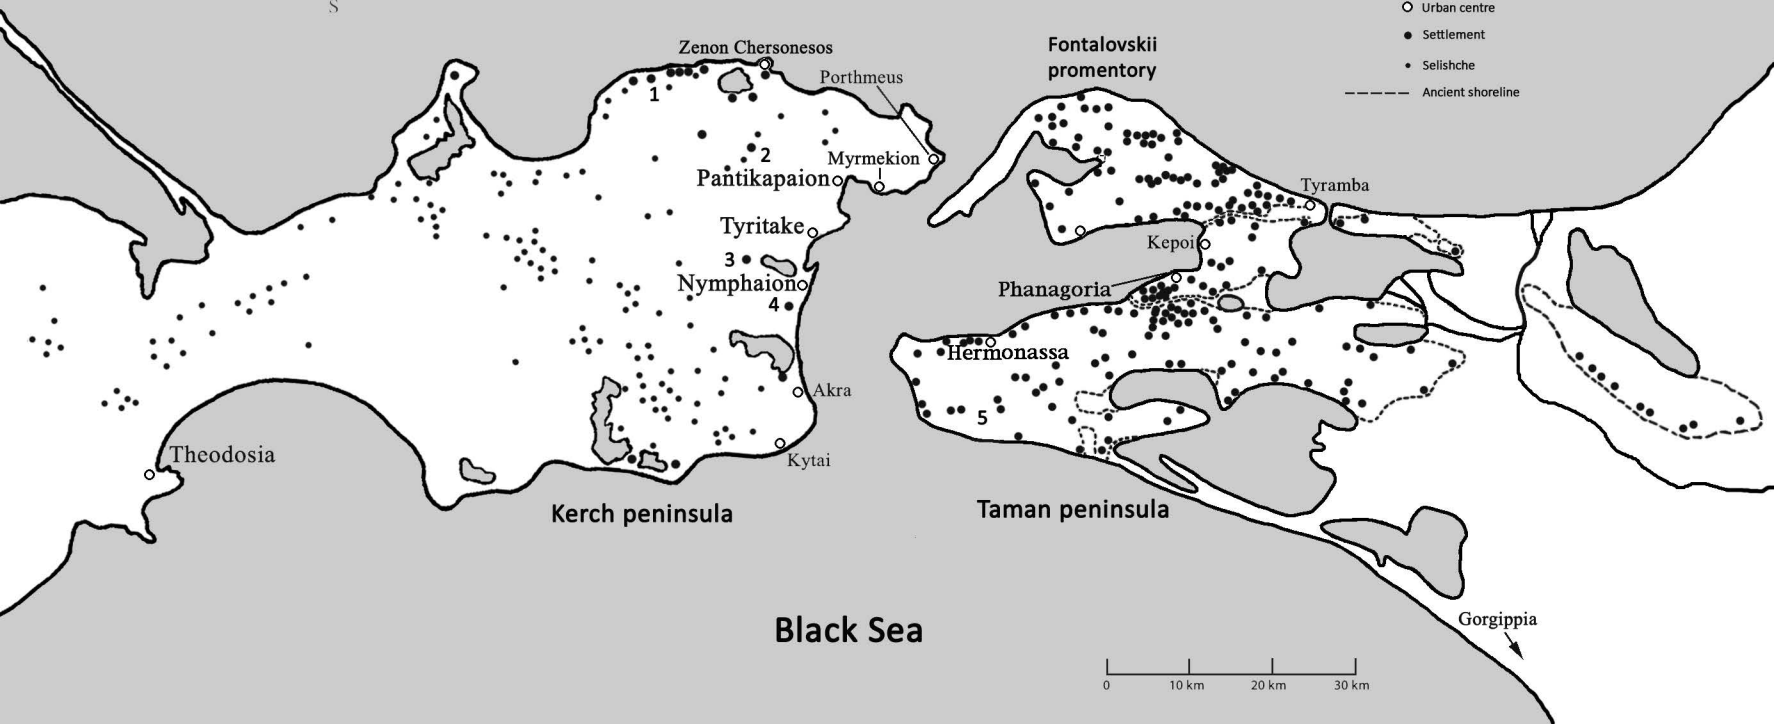 S
Urban centre
Settlement
Selishche
Ancient shoreline
Zenon Chersonesos
Fontalovskii
promentory
Porthmeus
1
2
Myrmekion
Pantikapaion
Tyramba
Tyritake
Kepoi
3
Nymphaion
Phanagoria
4
Hermonassa
Akra
5
Theodosia
Kytai
Kerch peninsula
Taman peninsula
Black Sea
Gorgippia
0 10 km 20 km 30 km